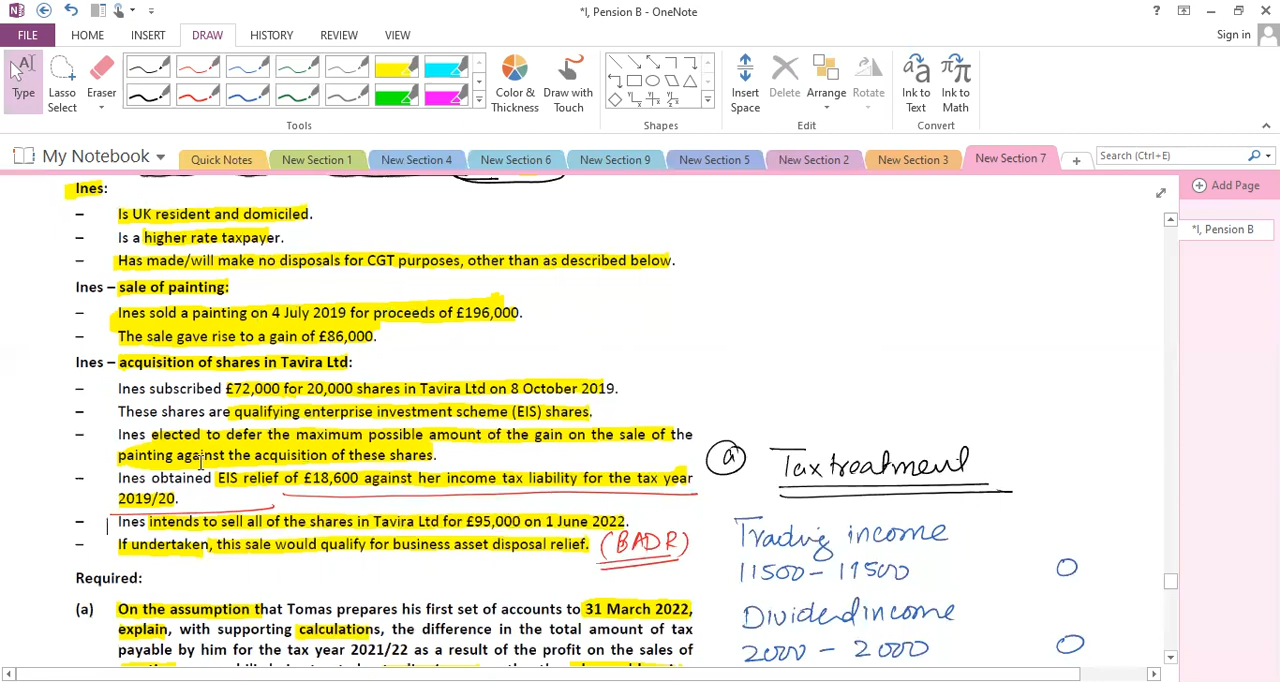 *I, Pension B - OneNote
Sign in
FILE HOME INSERT DRAW HISTORY REVIEW VIEW
Type
Lasso Select
Eraser
Color & Thickness
Draw with Touch
Insert Space
Delete
Arrange
Rotate
Ink to Text
Ink to Math
Tools
Shapes
Edit
Convert
My Notebook
Quick Notes New Section 1 New Section 4 New Section 6 New Section 9 New Section 5 New Section 2 New Section 3 New Section 7
Search (Ctrl+E)
Add Page
*I, Pension B
Ines:
– Is UK resident and domiciled.
– Is a higher rate taxpayer.
– Has made/will make no disposals for CGT purposes, other than as described below.
Ines – sale of painting:
– Ines sold a painting on 4 July 2019 for proceeds of £196,000.
– The sale gave rise to a gain of £86,000.
Ines – acquisition of shares in Tavira Ltd:
– Ines subscribed £72,000 for 20,000 shares in Tavira Ltd on 8 October 2019.
– These shares are qualifying enterprise investment scheme (EIS) shares.
– Ines elected to defer the maximum possible amount of the gain on the sale of the
painting against the acquisition of these shares.
– Ines obtained EIS relief of £18,600 against her income tax liability for the tax year
2019/20.
– Ines intends to sell all of the shares in Tavira Ltd for £95,000 on 1 June 2022.
– If undertaken, this sale would qualify for business asset disposal relief. (BADR)
Required:
(a) On the assumption that Tomas prepares his first set of accounts to 31 March 2022,
explain, with supporting calculations, the difference in the total amount of tax
payable by him for the tax year 2021/22 as a result of the profit on the sales of
a Tax treatment
Trading income
11500 - 11500 0
Dividend income
2000 - 2000 0